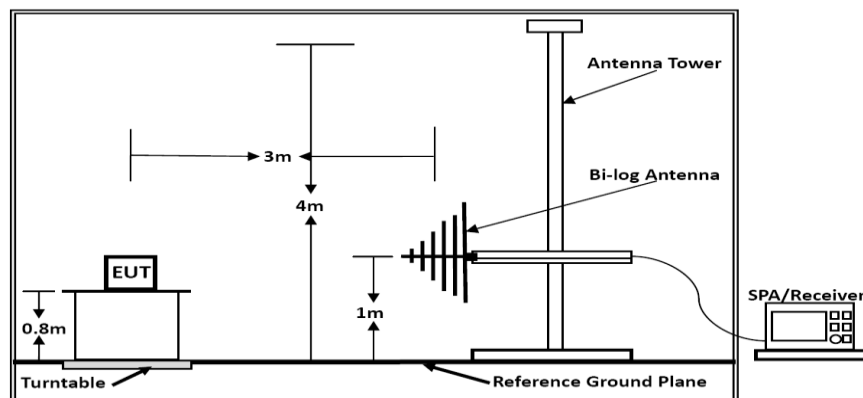 Antenna Tower
3m
Bi-log Antenna
4m
EUT
0.8m
1m
SPA/Receiver
Turntable
Reference Ground Plane